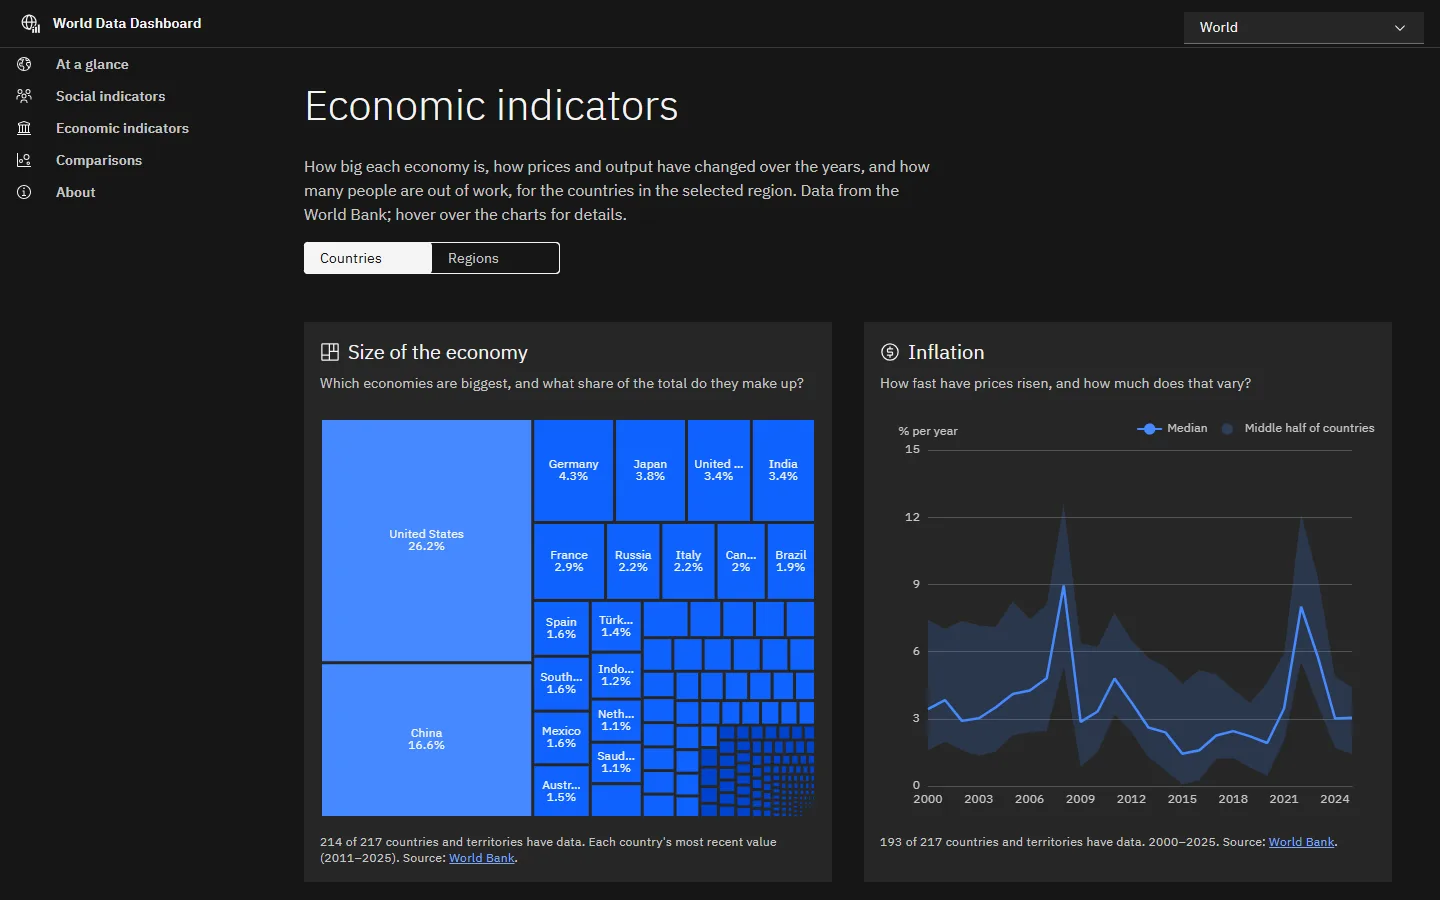 World Data Dashboard
World
At a glance
Social indicators
Economic indicators
Comparisons
About
Economic indicators
How big each economy is, how prices and output have changed over the years, and how
many people are out of work, for the countries in the selected region. Data from the
World Bank; hover over the charts for details.
Countries
Regions
Size of the economy
Which economies are biggest, and what share of the total do they make up?
United States
26.2%
China
16.6%
Germany
4.3%
Japan
3.8%
United ...
3.4%
India
3.4%
France
2.9%
Russia
2.2%
Italy
2.2%
Can...
2%
Brazil
1.9%
Spain
1.6%
Türk...
1.4%
South...
1.6%
Indo...
1.2%
Mexico
1.6%
Neth...
1.1%
Austr...
1.5%
Saud...
1.1%
214 of 217 countries and territories have data. Each country's most recent value
(2011–2025). Source: World Bank.
Inflation
How fast have prices risen, and how much does that vary?
% per year
Median
Middle half of countries
15
12
9
6
3
0
2000
2003
2006
2009
2012
2015
2018
2021
2024
193 of 217 countries and territories have data. 2000–2025. Source: World Bank.